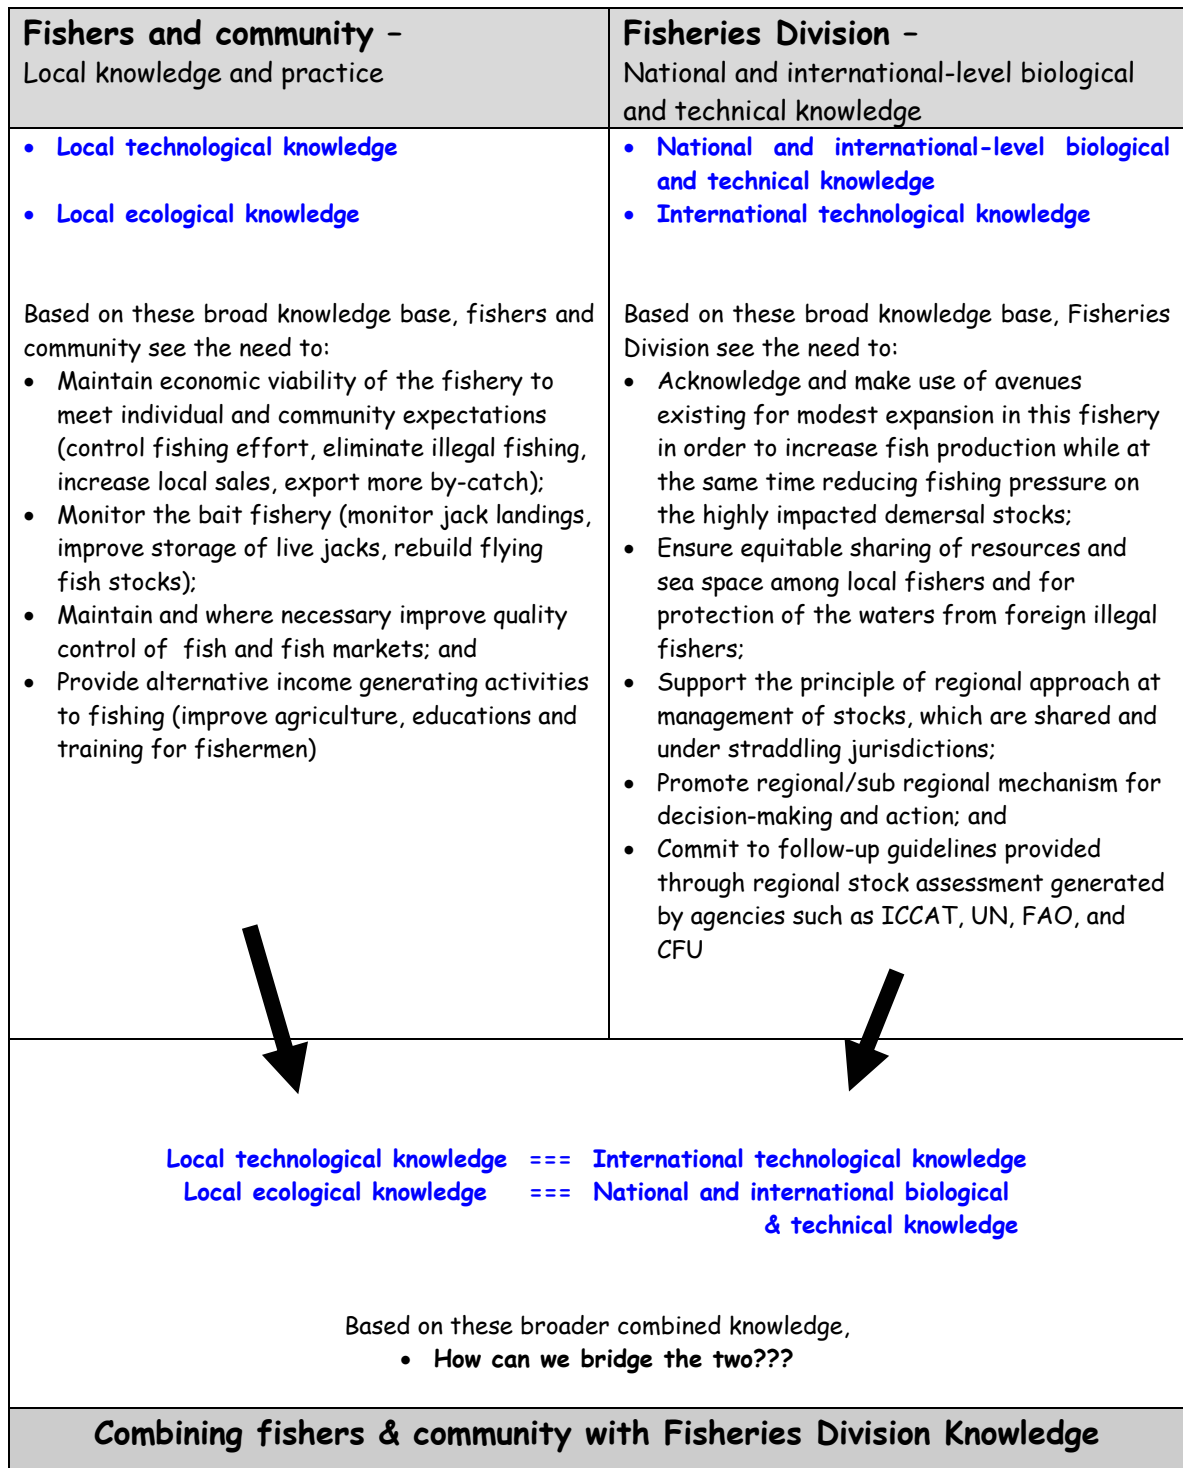 Fishers and community –
Local knowledge and practice
• Local technological knowledge
• Local ecological knowledge
Based on these broad knowledge base, fishers and
community see the need to:
• Maintain economic viability of the fishery to
meet individual and community expectations
(control fishing effort, eliminate illegal fishing,
increase local sales, export more by-catch);
• Monitor the bait fishery (monitor jack landings,
improve storage of live jacks, rebuild flying
fish stocks);
• Maintain and where necessary improve quality
control of fish and fish markets; and
• Provide alternative income generating activities
to fishing (improve agriculture, educations and
training for fishermen)
Fisheries Division –
National and international-level biological
and technical knowledge
• National and international-level biological
and technical knowledge
• International technological knowledge
Based on these broad knowledge base, Fisheries
Division see the need to:
• Acknowledge and make use of avenues
existing for modest expansion in this fishery
in order to increase fish production while at
the same time reducing fishing pressure on
the highly impacted demersal stocks;
• Ensure equitable sharing of resources and
sea space among local fishers and for
protection of the waters from foreign illegal
fishers;
• Support the principle of regional approach at
management of stocks, which are shared and
under straddling jurisdictions;
• Promote regional/sub regional mechanism for
decision-making and action; and
• Commit to follow-up guidelines provided
through regional stock assessment generated
by agencies such as ICCAT, UN, FAO, and
CFU
Local technological knowledge === International technological knowledge
Local ecological knowledge === National and international biological
& technical knowledge
Based on these broader combined knowledge,
• How can we bridge the two???
Combining fishers & community with Fisheries Division Knowledge